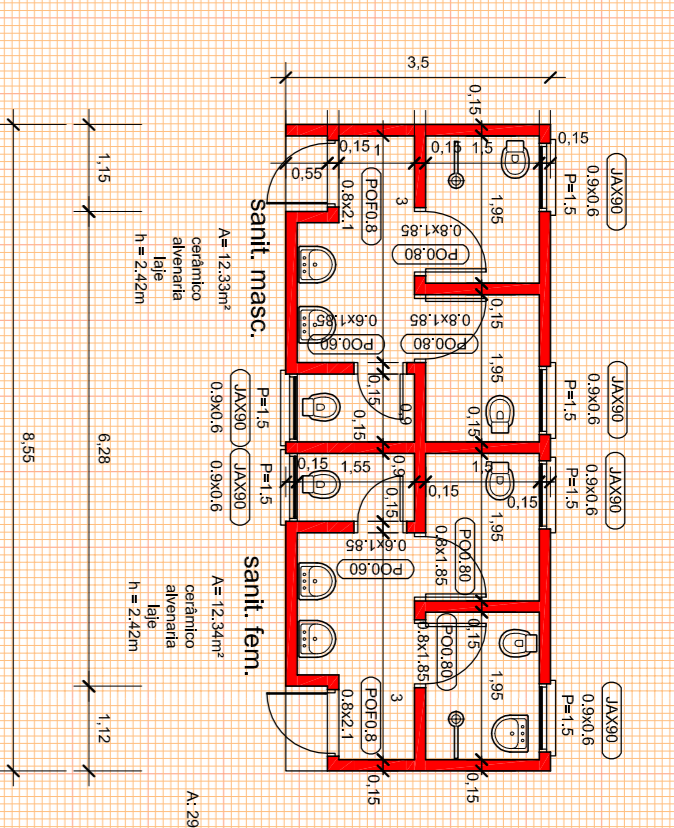 3,5
0,15
0,15
JAX90
0.9x0.6
P=1.5
JAX90
0.9x0.6
P=1.5
JAX90
0.9x0.6
P=1.5
JAX90
0.9x0.6
P=1.5
0,15
1,5
0,15
0,55
1,95
3
POF0.8
0.8x2.1
0.8x1.85
PO0.80
0,15
0.8x1.85
PO0.80
1,95
0.6x1.85
PO0.60
0,15
0,9
0,15
0,15
0,15
1,55
0,9
0,15
1,5
0,15
0,15
1,95
0.6x1.85
PO0.60
PO0.80
0.8x1.85
PO0.80
0.8x1.85
0,15
1,95
3
POF0.8
0.8x2.1
0,15
0,15
sanit. masc.
A= 12.33m²
cerâmico
alvenaria
laje
h = 2.42m
P=1.5
JAX90
0.9x0.6
P=1.5
JAX90
0.9x0.6
sanit. fem.
A= 12.34m²
cerâmico
alvenaria
laje
h = 2.42m
1,15
6,28
1,12
8,55
A: 29